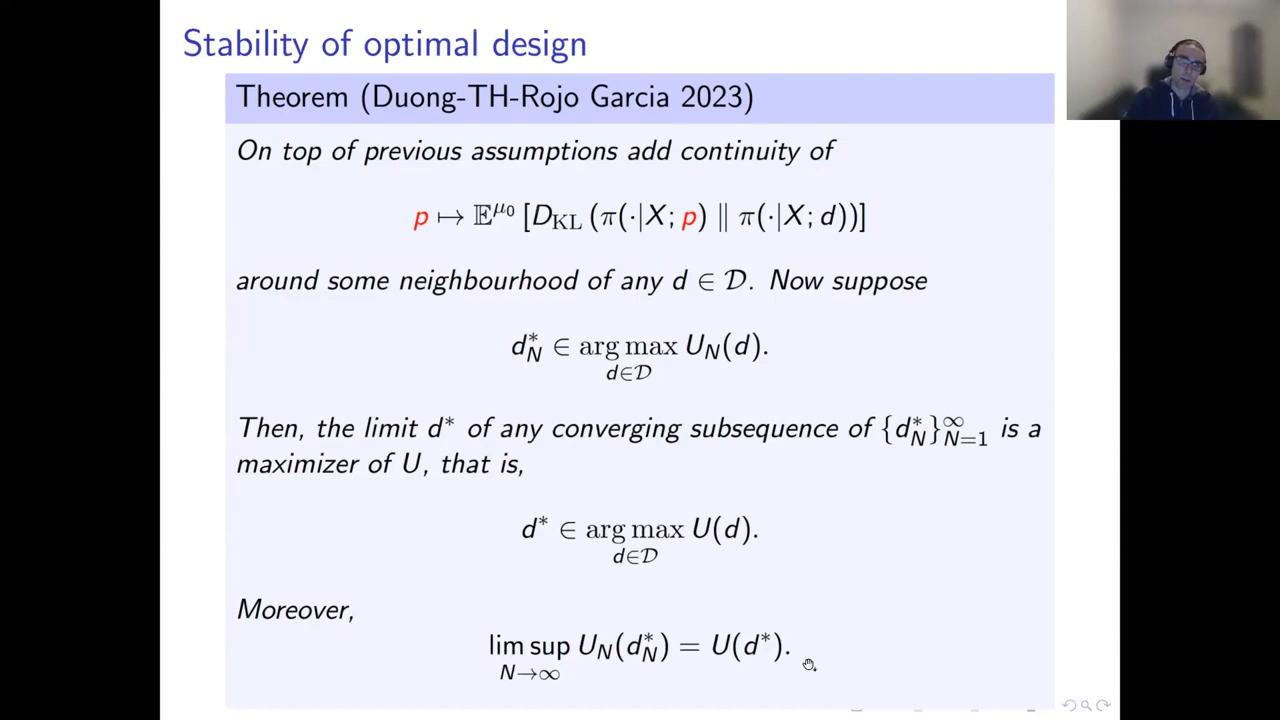 Stability of optimal design
Theorem (Duong-TH-Rojo Garcia 2023)
On top of previous assumptions add continuity of
p ↦ 𝔼^{μ₀} [D_{KL} (π(·|X; p) ∥ π(·|X; d))]
around some neighbourhood of any d ∈ 𝒟. Now suppose
d*_N ∈ arg max_{d∈𝒟} U_N(d).
Then, the limit d* of any converging subsequence of {d*_N}^∞_{N=1} is a
maximizer of U, that is,
d* ∈ arg max_{d∈𝒟} U(d).
Moreover,
lim sup_{N→∞} U_N(d*_N) = U(d*).